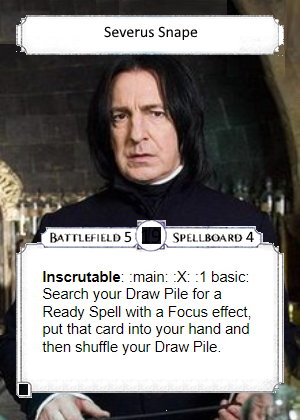 Severus Snape
BATTLEFIELD 5 SPELLBOARD 4
Inscrutable: :main: :X: :1 basic:
Search your Draw Pile for a
Ready Spell with a Focus effect,
put that card into your hand and
then shuffle your Draw Pile.